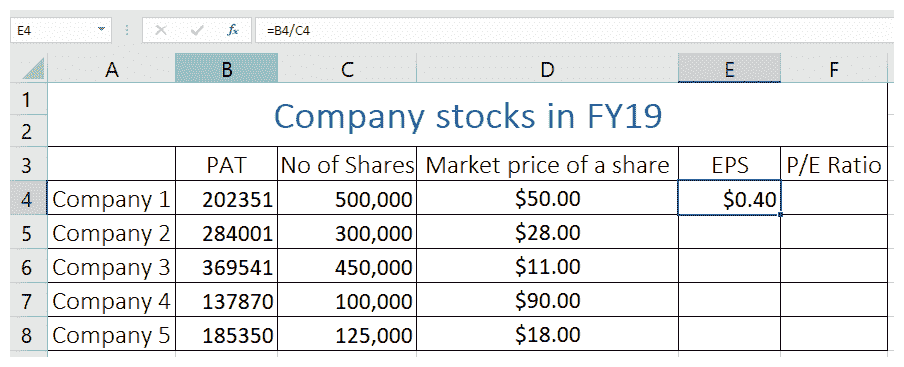 E4 fx =B4/C4
A B C D E F
1
Company stocks in FY19
2
3 PAT No of Shares Market price of a share EPS P/E Ratio
4 Company 1 202351 500,000 $50.00 $0.40
5 Company 2 284001 300,000 $28.00
6 Company 3 369541 450,000 $11.00
7 Company 4 137870 100,000 $90.00
8 Company 5 185350 125,000 $18.00